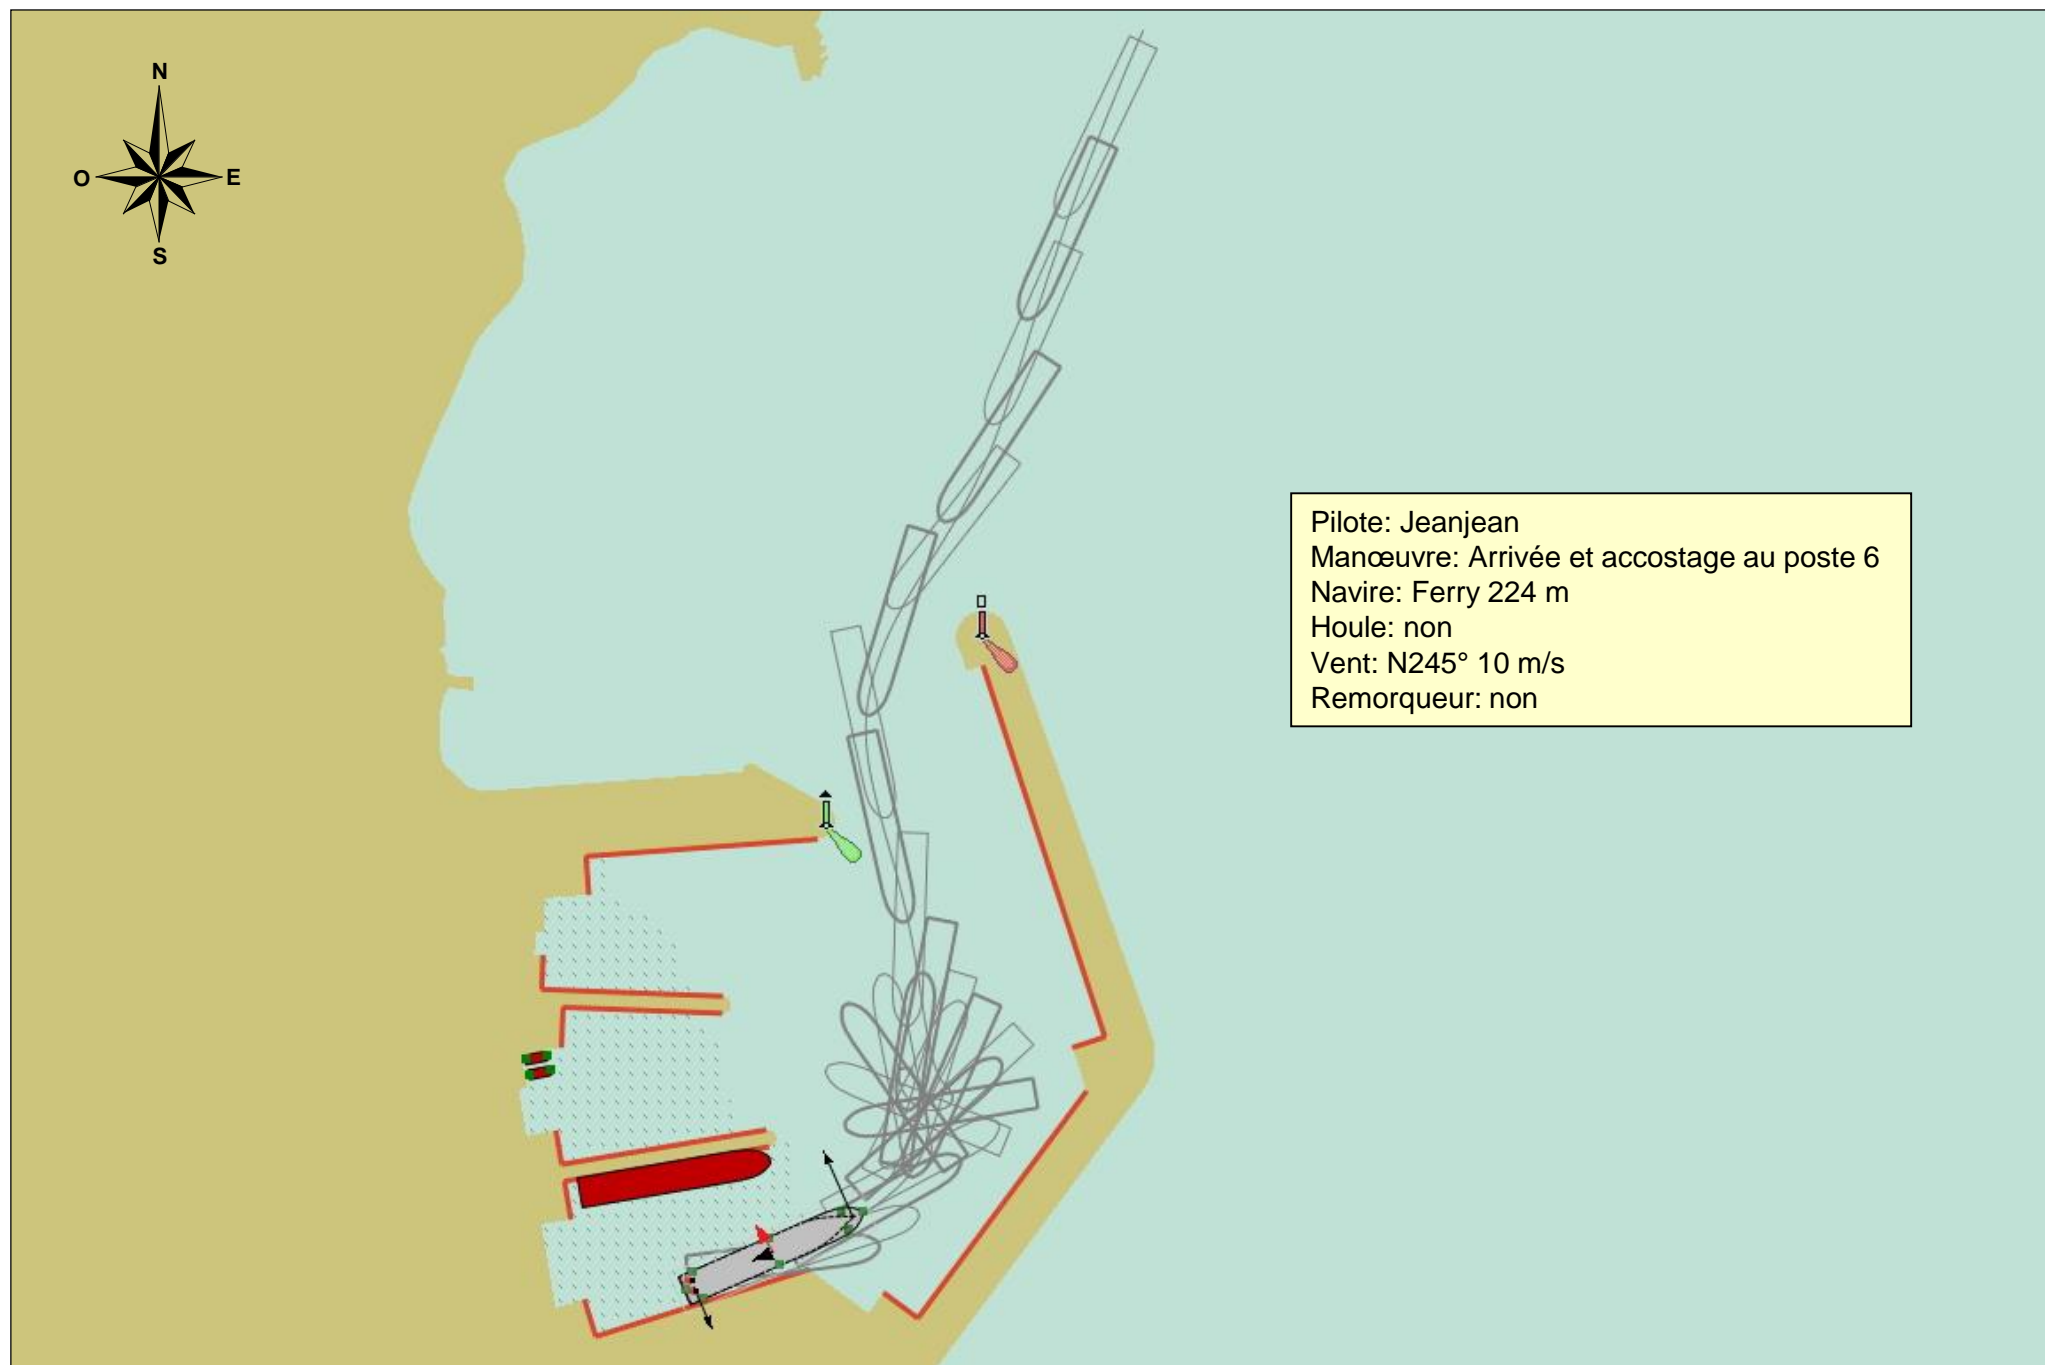 N
O
E
S
Pilote: Jeanjean
Manœuvre: Arrivée et accostage au poste 6
Navire: Ferry 224 m
Houle: non
Vent: N245° 10 m/s
Remorqueur: non